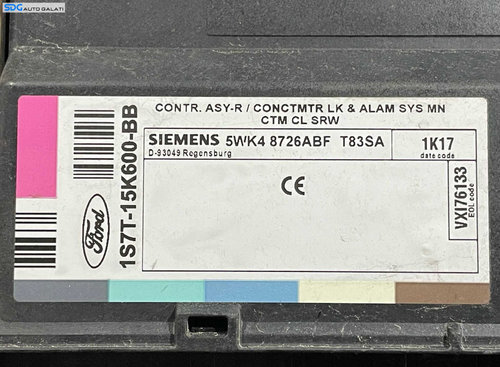 SDG AUTO GALATI
CONTR. ASY-R / CONCTMTR LK & ALAM SYS MN
CTM CL SRW
SIEMENS 5WK4 8726ABF T83SA
D-93049 Regensburg
1K17
date code
CE
VXI76133
EOL code
Ford
1S7T-15K600-BB